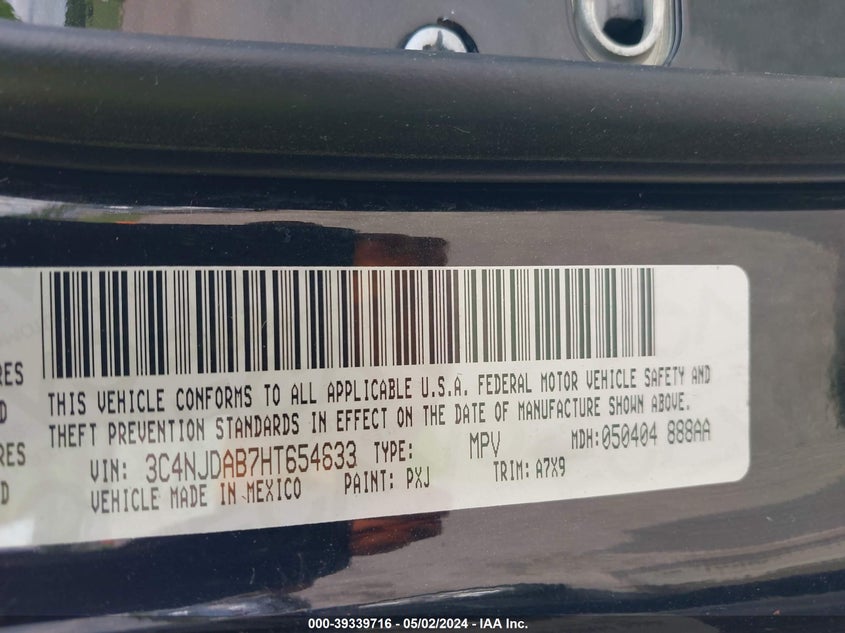 THIS VEHICLE CONFORMS TO ALL APPLICABLE U.S.A. FEDERAL MOTOR VEHICLE SAFETY AND
THEFT PREVENTION STANDARDS IN EFFECT ON THE DATE OF MANUFACTURE SHOWN ABOVE.
VIN: 3C4NJDAB7HT654633 TYPE: MPV MDH: 050404 888AA
VEHICLE MADE IN MEXICO PAINT: PXJ TRIM: A7X9
000-39339716 - 05/02/2024 - IAA Inc.